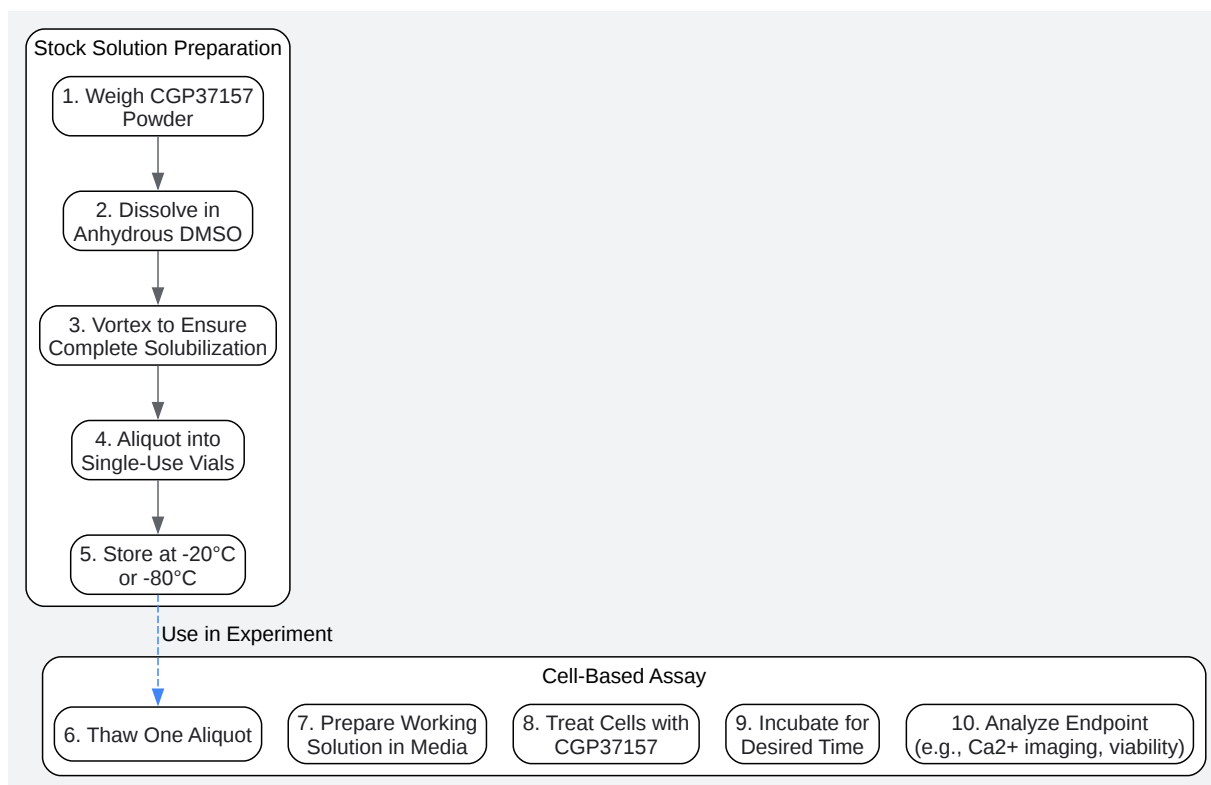 Stock Solution Preparation
1. Weigh CGP37157
Powder
2. Dissolve in
Anhydrous DMSO
3. Vortex to Ensure
Complete Solubilization
4. Aliquot into
Single-Use Vials
5. Store at -20°C
or -80°C
Use in Experiment
Cell-Based Assay
6. Thaw One Aliquot
7. Prepare Working
Solution in Media
8. Treat Cells with
CGP37157
9. Incubate for
Desired Time
10. Analyze Endpoint
(e.g., Ca2+ imaging, viability)